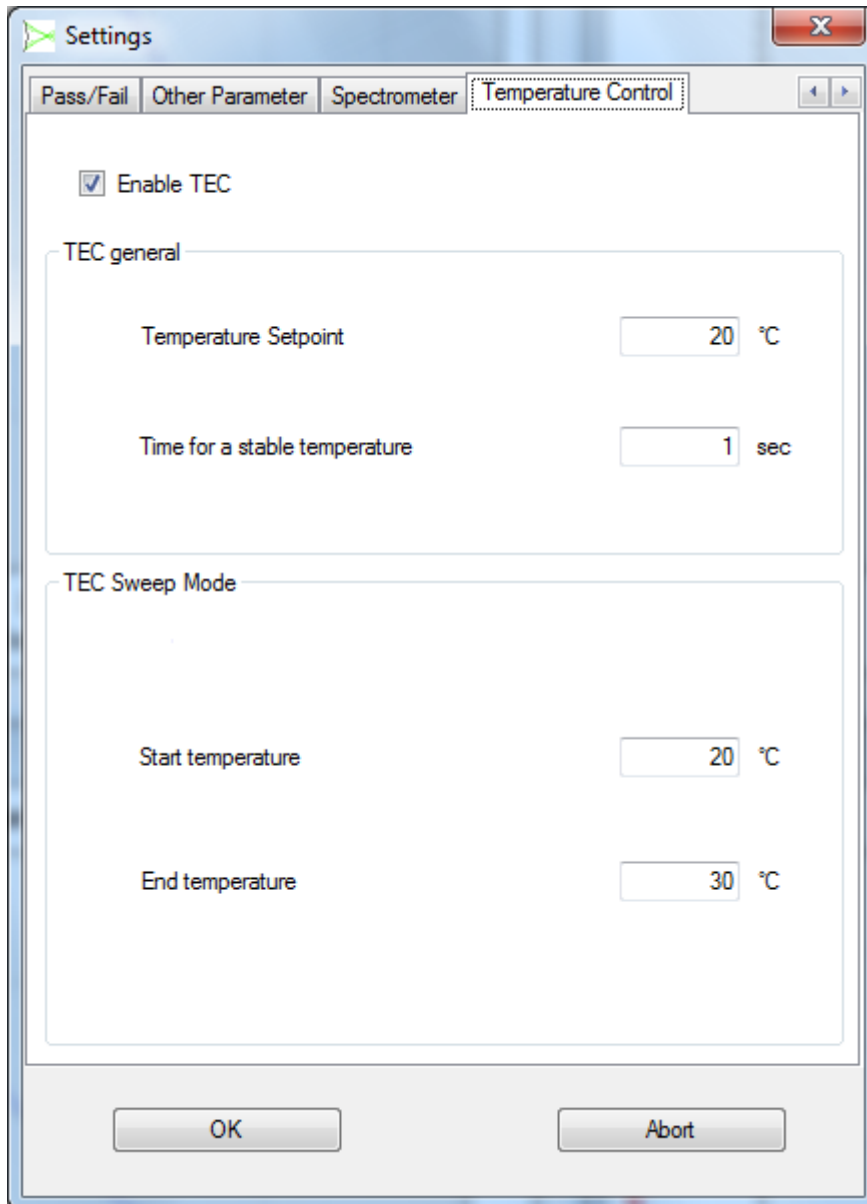 Settings
Pass/Fail Other Parameter Spectrometer Temperature Control
Enable TEC
TEC general
Temperature Setpoint 20 °C
Time for a stable temperature 1 sec
TEC Sweep Mode
Start temperature 20 °C
End temperature 30 °C
OK Abort